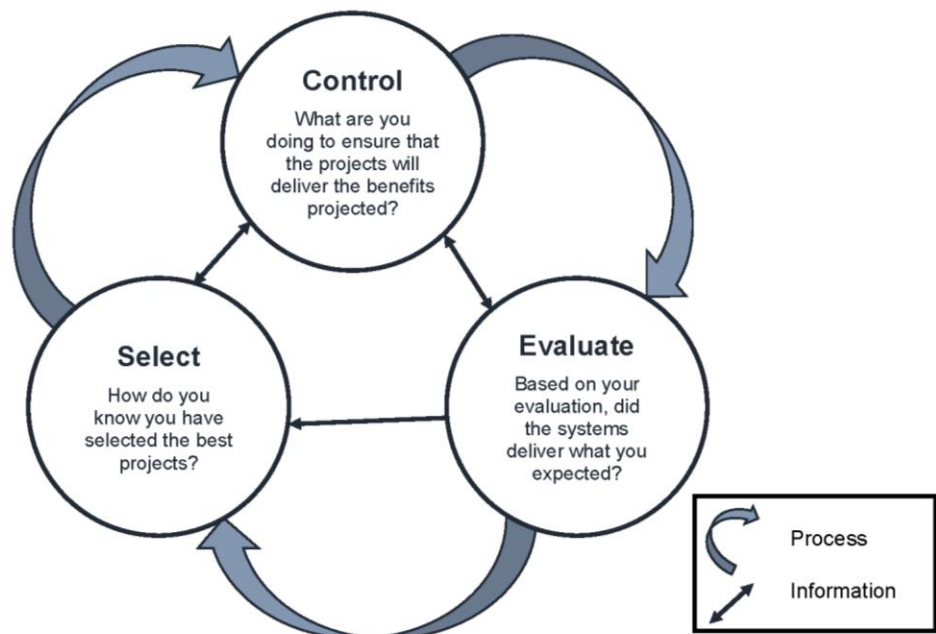 Control
What are you
doing to ensure that
the projects will
deliver the benefits
projected?
Select
How do you
know you have
selected the best
projects?
Evaluate
Based on your
evaluation, did
the systems
deliver what you
expected?
Process
Information